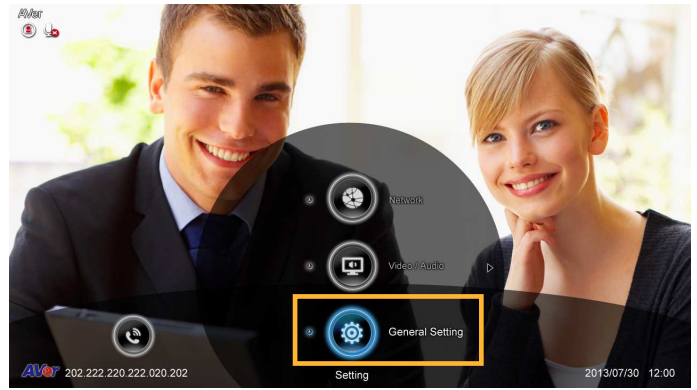 AVer
Network
Video / Audio
General Setting
AVer 202.222.220.222.020.202
Setting
2013/07/30 12:00